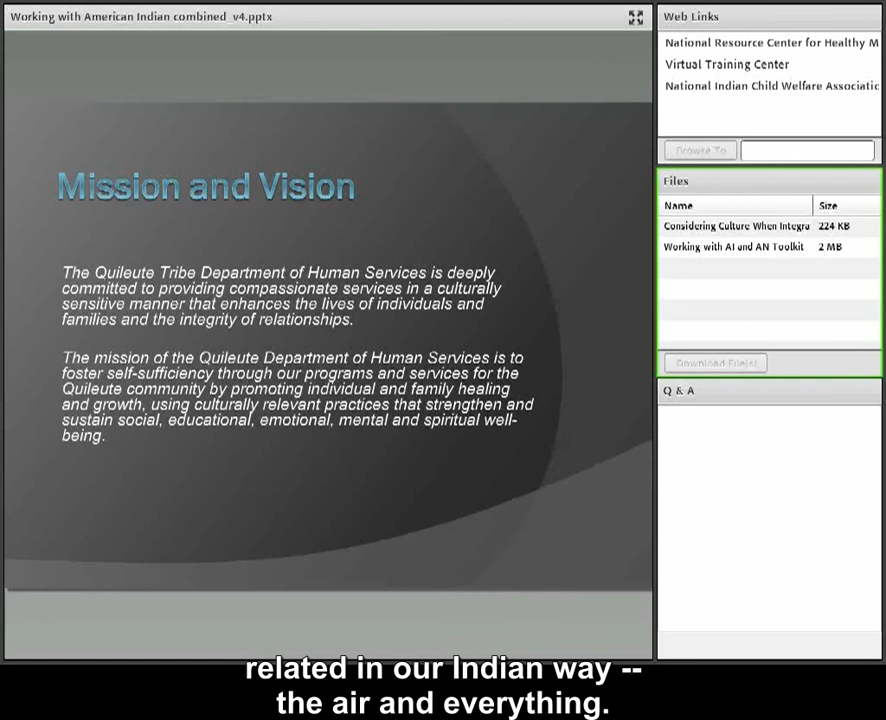 Working with American Indian combined_v4.pptx
Mission and Vision
The Quileute Tribe Department of Human Services is deeply
committed to providing compassionate services in a culturally
sensitive manner that enhances the lives of individuals and
families and the integrity of relationships.
The mission of the Quileute Department of Human Services is to
foster self-sufficiency through our programs and services for the
Quileute community by promoting individual and family healing
and growth, using culturally relevant practices that strengthen and
sustain social, educational, emotional, mental and spiritual well-
being.
Web Links
National Resource Center for Healthy M
Virtual Training Center
National Indian Child Welfare Associatic
Browse To
Files
Name Size
Considering Culture When Integra 224 KB
Working with AI and AN Toolkit 2 MB
Download File(s)
Q & A
related in our Indian way --
the air and everything.